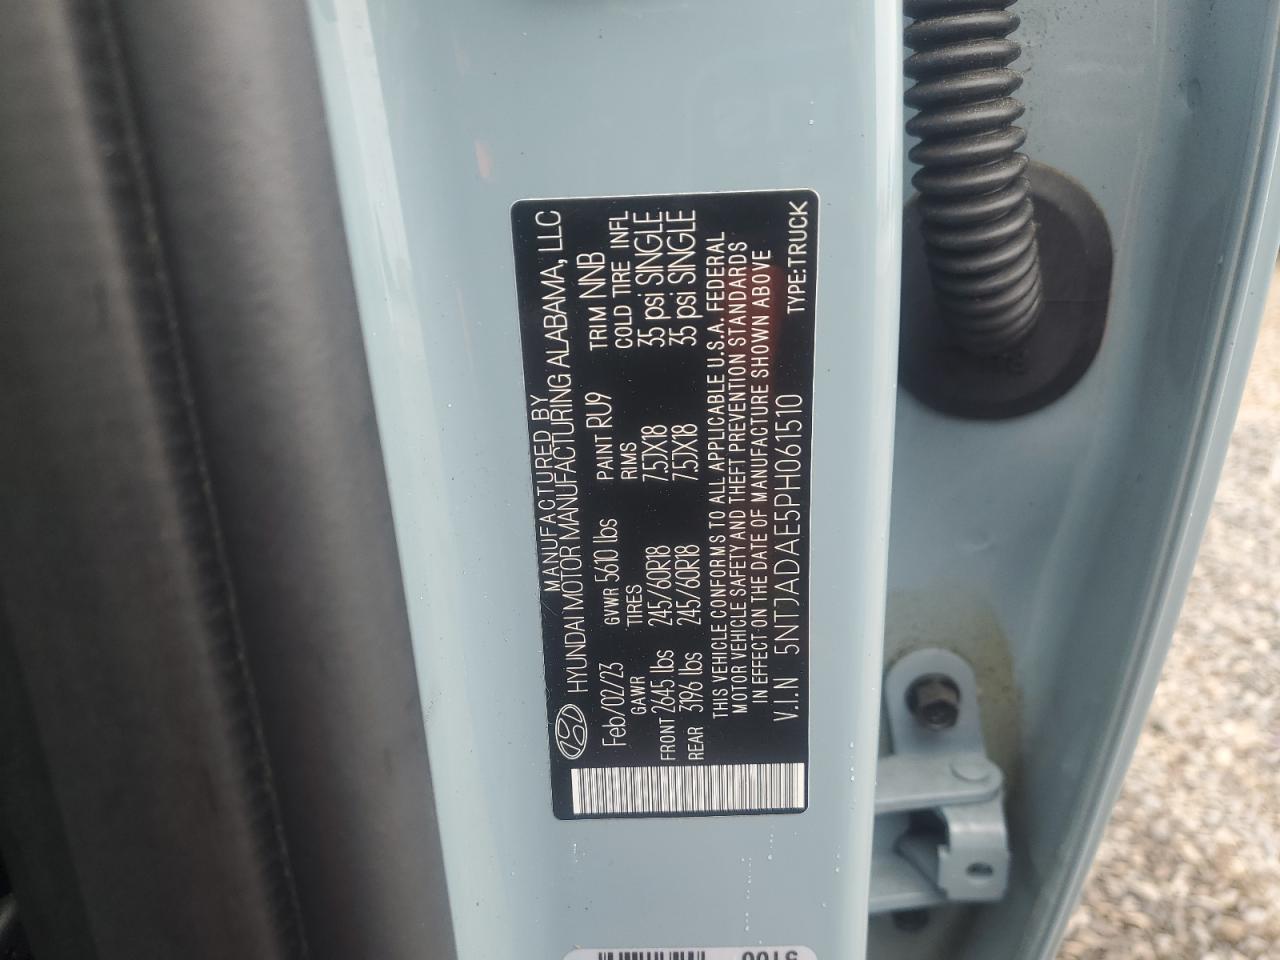 MANUFACTURED BY
HYUNDAI MOTOR MANUFACTURING ALABAMA, LLC
Feb/02/23 GVWR 5610 lbs PAINT RU9 TRIM NNB
GAWR TIRES RIMS COLD TIRE INFL
FRONT 2645 lbs 245/60R18 7.5JX18 35 psi SINGLE
REAR 3196 lbs 245/60R18 7.5JX18 35 psi SINGLE
THIS VEHICLE CONFORMS TO ALL APPLICABLE U.S.A. FEDERAL
MOTOR VEHICLE SAFETY AND THEFT PREVENTION STANDARDS
IN EFFECT ON THE DATE OF MANUFACTURE SHOWN ABOVE
V.I.N 5NTJADAE5PH061510 TYPE:TRUCK